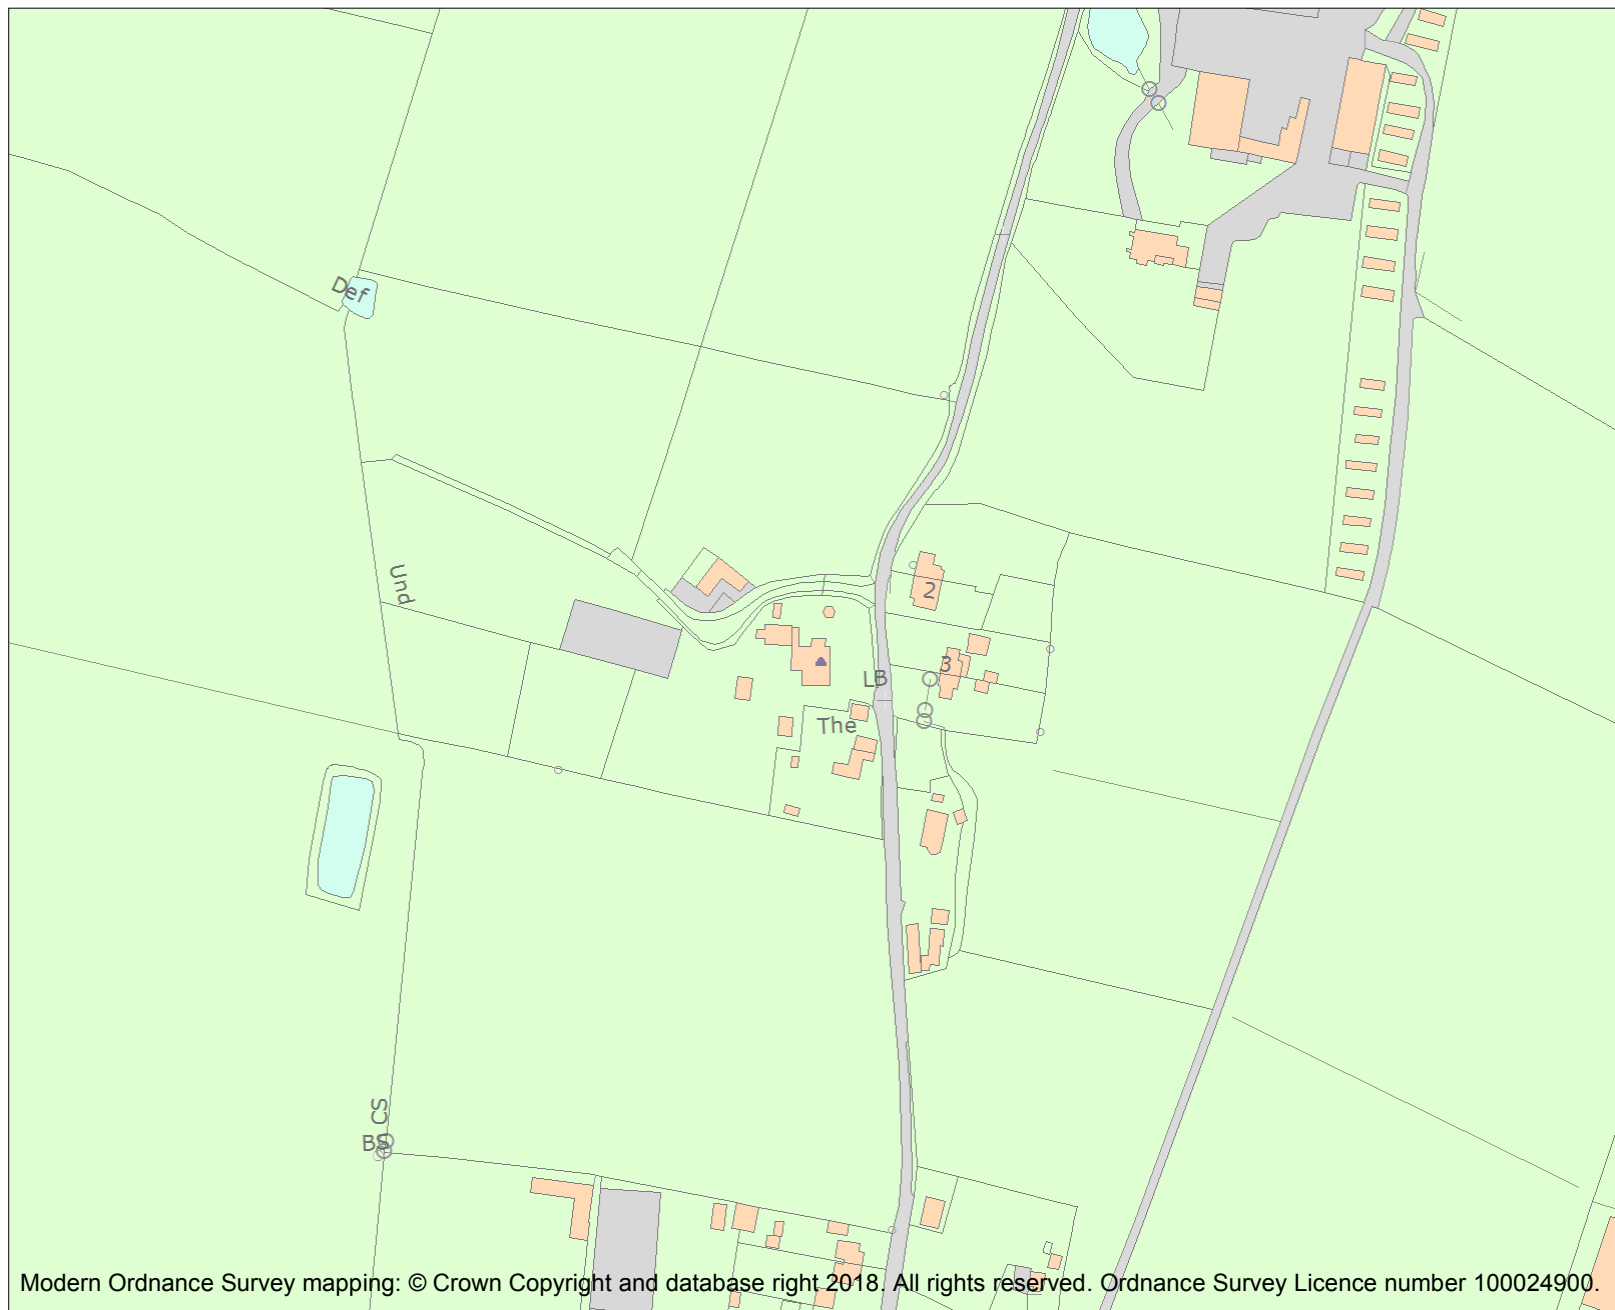 Def
Und
2
3
LB
The
CS
BS
Modern Ordnance Survey mapping: © Crown Copyright and database right 2018. All rights reserved. Ordnance Survey Licence number 100024900.